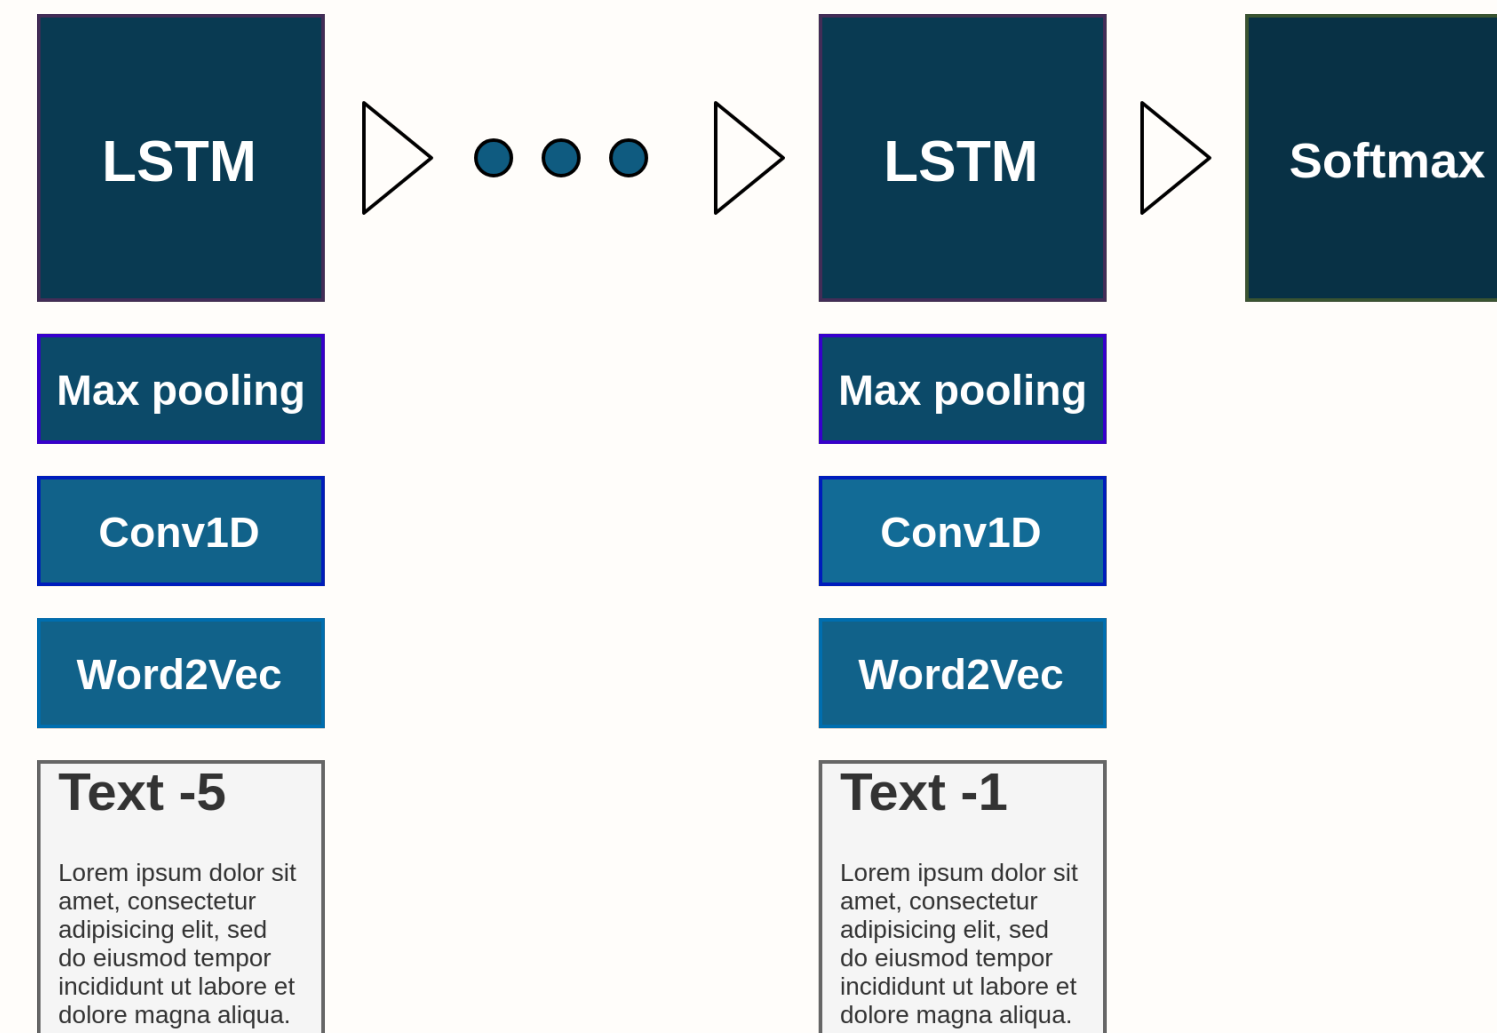 LSTM
LSTM
Softmax
Max pooling
Max pooling
Conv1D
Conv1D
Word2Vec
Word2Vec
Text -5
Lorem ipsum dolor sit
amet, consectetur
adipisicing elit, sed
do eiusmod tempor
incididunt ut labore et
dolore magna aliqua.
Text -1
Lorem ipsum dolor sit
amet, consectetur
adipisicing elit, sed
do eiusmod tempor
incididunt ut labore et
dolore magna aliqua.